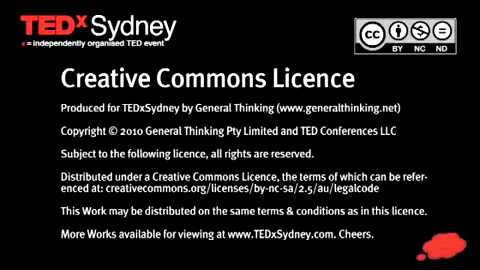 TEDxSydney
x = independently organised TED event
cc BY NC ND
Creative Commons Licence
Produced for TEDxSydney by General Thinking (www.generalthinking.net)
Copyright © 2010 General Thinking Pty Limited and TED Conferences LLC
Subject to the following licence, all rights are reserved.
Distributed under a Creative Commons Licence, the terms of which can be refer-
enced at: creativecommons.org/licenses/by-nc-sa/2.5/au/legalcode
This Work may be distributed on the same terms & conditions as in this licence.
More Works available for viewing at www.TEDxSydney.com. Cheers.